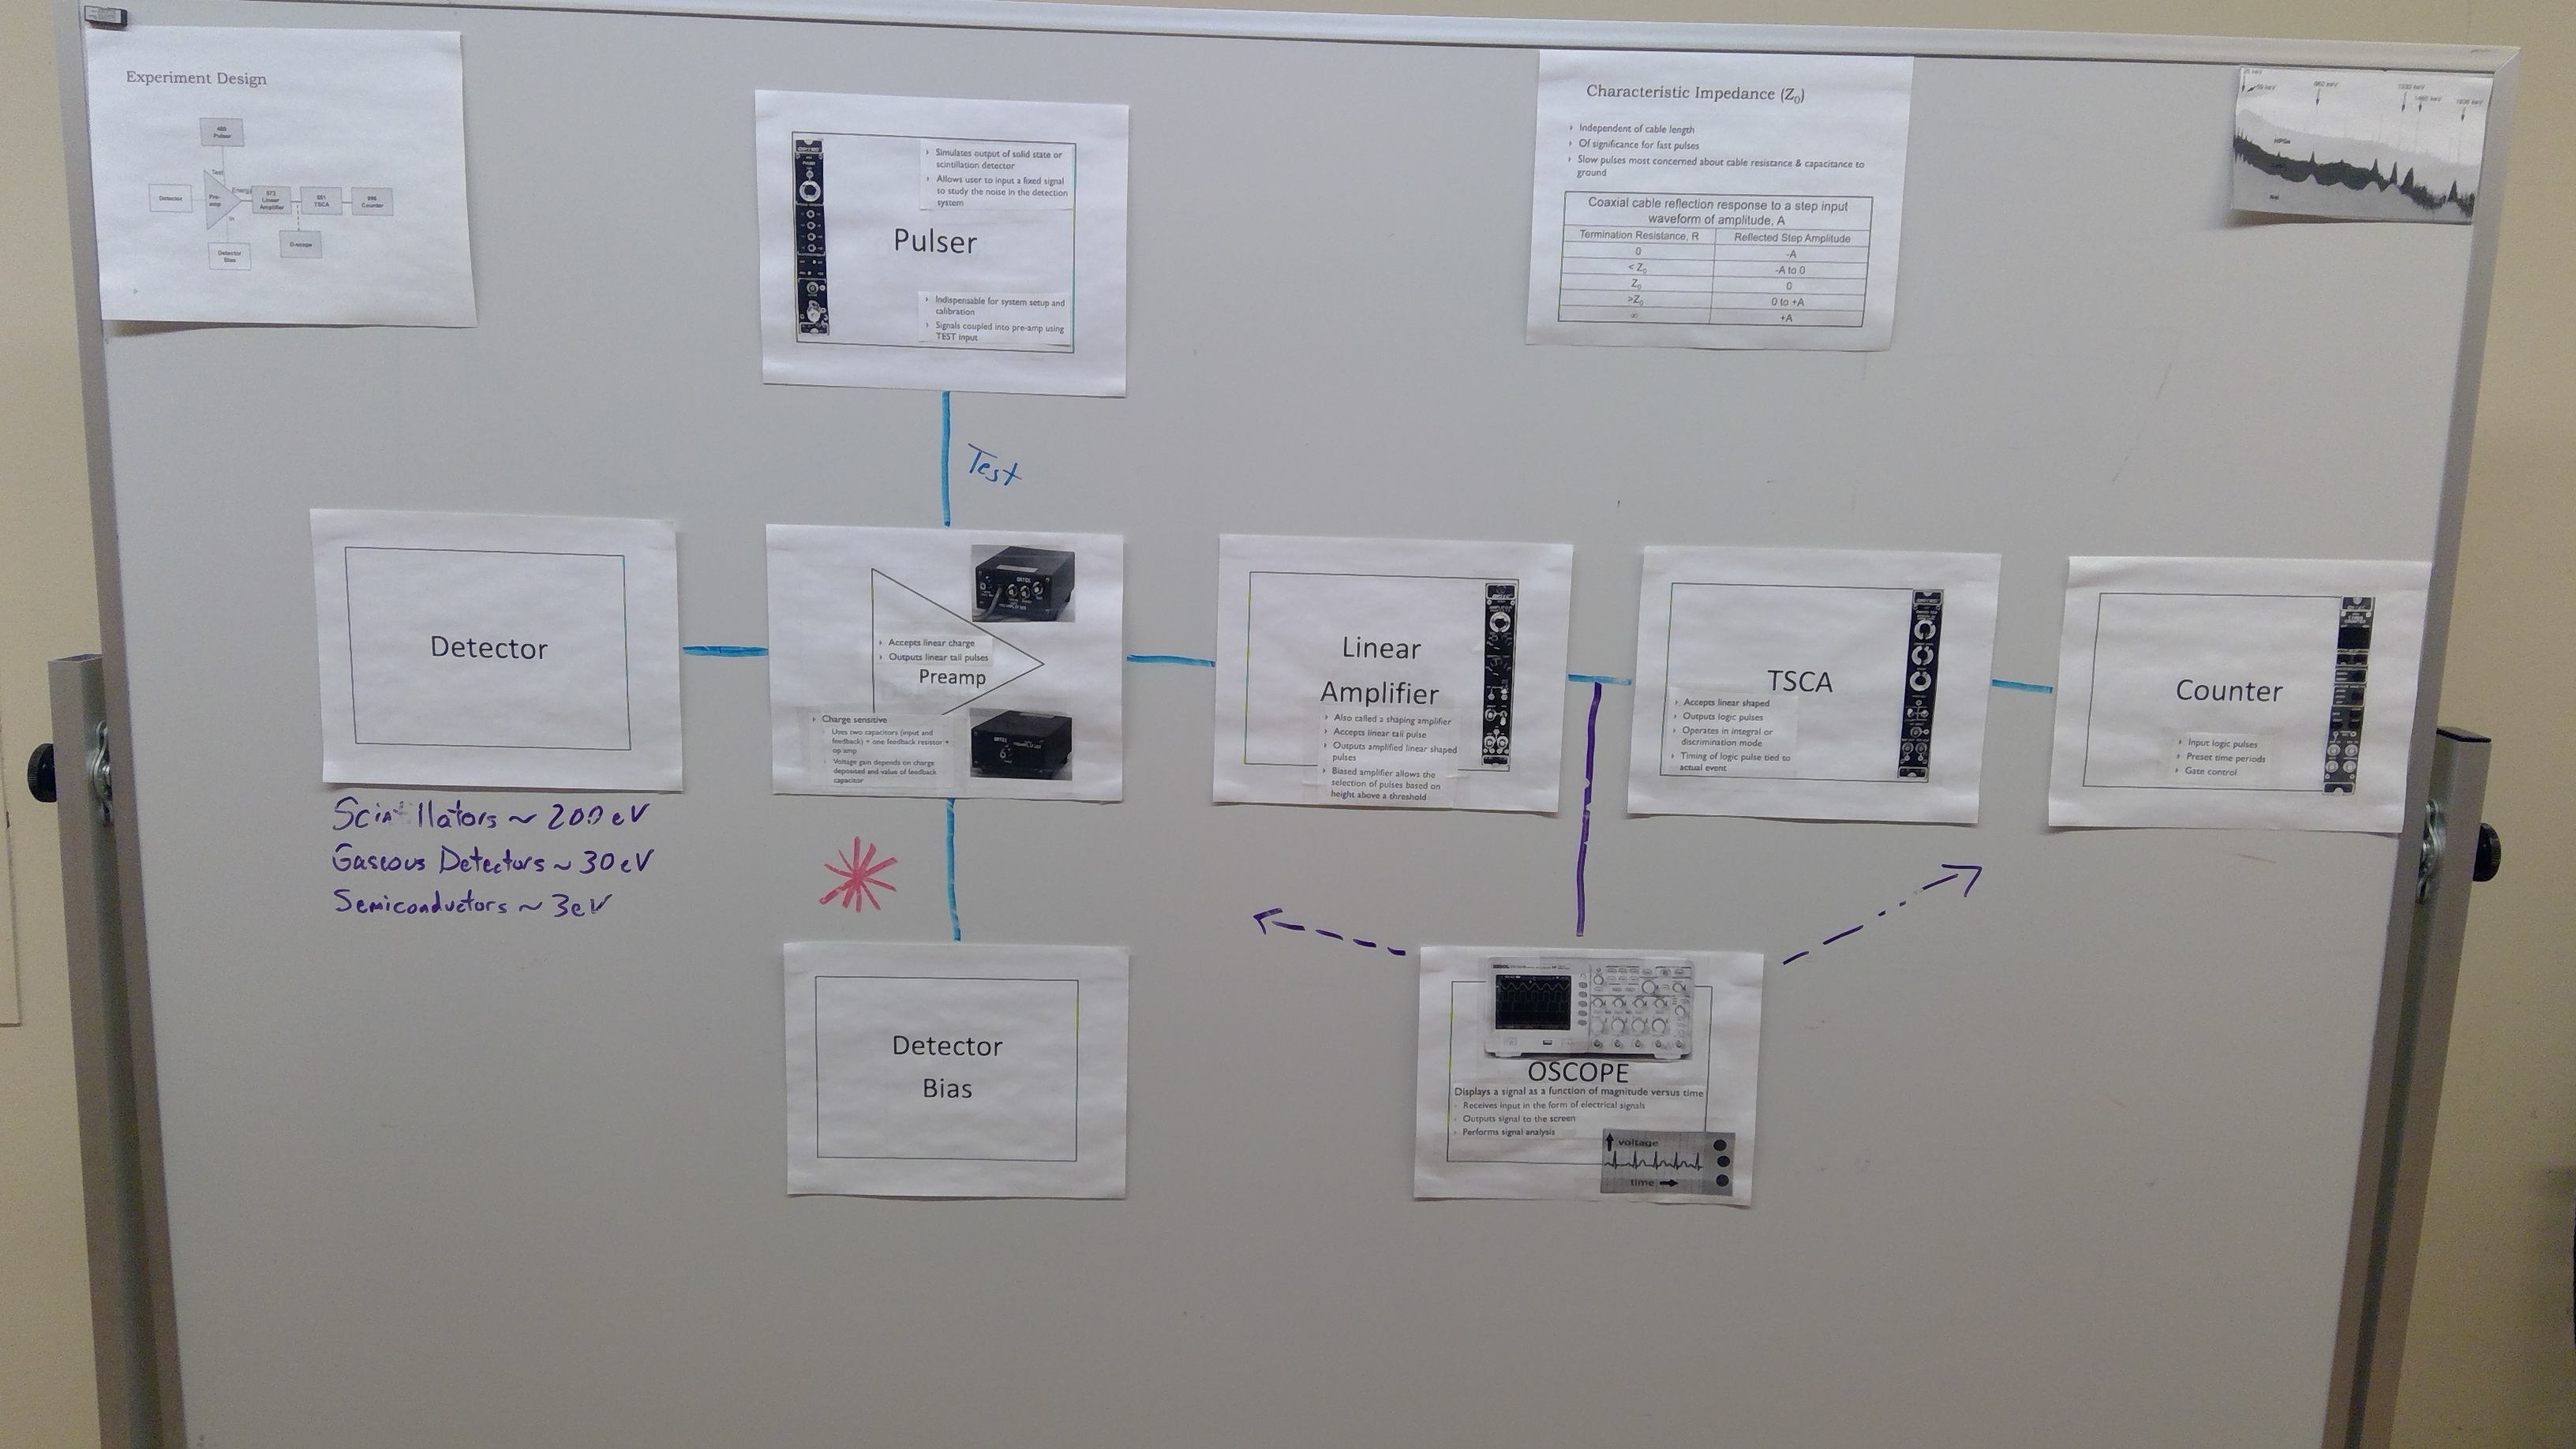 Experiment Design
480
Pulser
Test
Detector
Pre-
amp
Energy
572
Linear
Amplifier
551
TSCA
Counter
In
Detector
Bias
O-scope
Simulates output of solid state or
scintillation detector
Allows user to input a fixed signal
to study the noise in the detection
system
Pulser
Indispensable for system setup and
calibration
Signals coupled into pre-amp using
TEST input
Characteristic Impedance (Z₀)
Independent of cable length
Of significance for fast pulses
Slow pulses most concerned about cable resistance & capacitance to
ground
Coaxial cable reflection response to a step input
waveform of amplitude, A
Termination Resistance, R Reflected Step Amplitude
0 -A
< Z₀ -A to 0
Z₀ 0
>Z₀ 0 to +A
∞ +A
662 keV
HPGe
NaI
Test
Detector
Accepts linear charge
Outputs linear tail pulses
Preamp
Charge sensitive
Uses two capacitors (input and
feedback) + one feedback resistor +
op amp
Voltage gain depends on charge
deposited and value of feedback
capacitor
Linear
Amplifier
Also called a shaping amplifier
Accepts linear tail pulse
Outputs amplified linear shaped
pulses
Biased amplifier allows the
selection of pulses based on
height above a threshold
TSCA
Accepts linear shaped
Outputs logic pulses
Operates in integral or
discrimination mode
Timing of logic pulse tied to
actual event
Counter
Input logic pulses
Preset time periods
Gate control
Scintillators ~ 200 eV
Gaseous Detectors ~ 30 eV
Semiconductors ~ 3 eV
Detector
Bias
OSCOPE
Displays a signal as a function of magnitude versus time
Receives input in the form of electrical signals
Outputs signal to the screen
Performs signal analysis
voltage
time